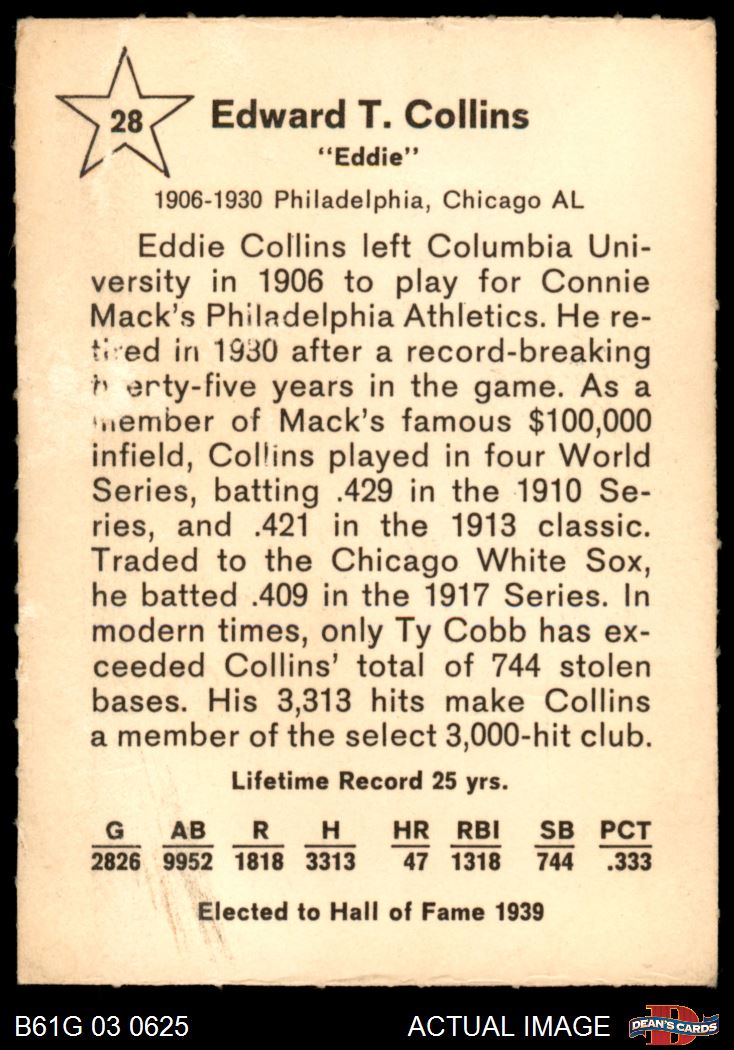 28
Edward T. Collins
"Eddie"
1906-1930 Philadelphia, Chicago AL
Eddie Collins left Columbia Uni-
versity in 1906 to play for Connie
Mack's Philadelphia Athletics. He re-
tired in 1930 after a record-breaking
twenty-five years in the game. As a
member of Mack's famous $100,000
infield, Collins played in four World
Series, batting .429 in the 1910 Se-
ries, and .421 in the 1913 classic.
Traded to the Chicago White Sox,
he batted .409 in the 1917 Series. In
modern times, only Ty Cobb has ex-
ceeded Collins' total of 744 stolen
bases. His 3,313 hits make Collins
a member of the select 3,000-hit club.
Lifetime Record 25 yrs.
G AB R H HR RBI SB PCT
2826 9952 1818 3313 47 1318 744 .333
Elected to Hall of Fame 1939
B61G 03 0625 ACTUAL IMAGE D DEAN'S CARDS